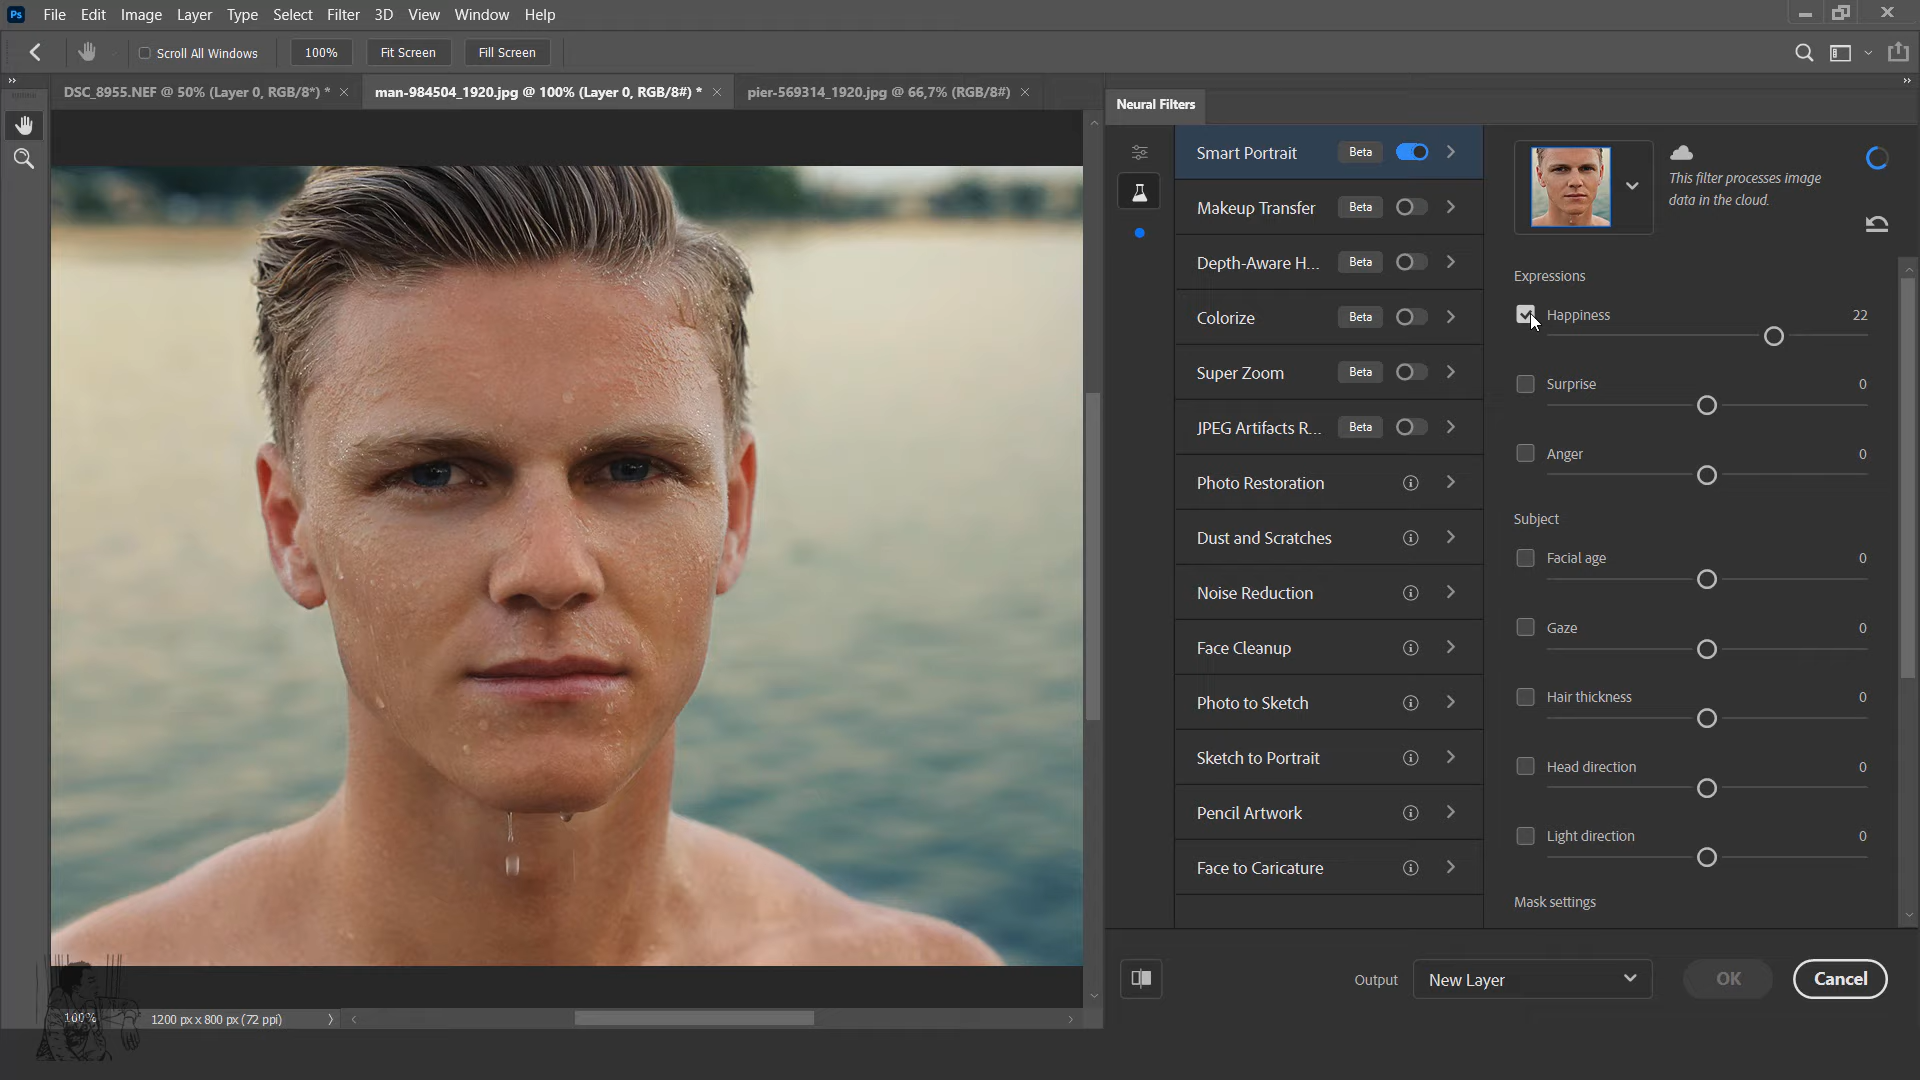 Ps File Edit Image Layer Type Select Filter 3D View Window Help
Scroll All Windows 100% Fit Screen Fill Screen
DSC_8955.NEF @ 50% (Layer 0, RGB/8*) * man-984504_1920.jpg @ 100% (Layer 0, RGB/8#) * pier-569314_1920.jpg @ 66,7% (RGB/8#)
Neural Filters
Smart Portrait Beta
Makeup Transfer Beta
Depth-Aware H... Beta
Colorize Beta
Super Zoom Beta
JPEG Artifacts R... Beta
Photo Restoration
Dust and Scratches
Noise Reduction
Face Cleanup
Photo to Sketch
Sketch to Portrait
Pencil Artwork
Face to Caricature
This filter processes image
data in the cloud.
Expressions
Happiness 22
Surprise 0
Anger 0
Subject
Facial age 0
Gaze 0
Hair thickness 0
Head direction 0
Light direction 0
Mask settings
Output New Layer OK Cancel
100% 1200 px x 800 px (72 ppi)